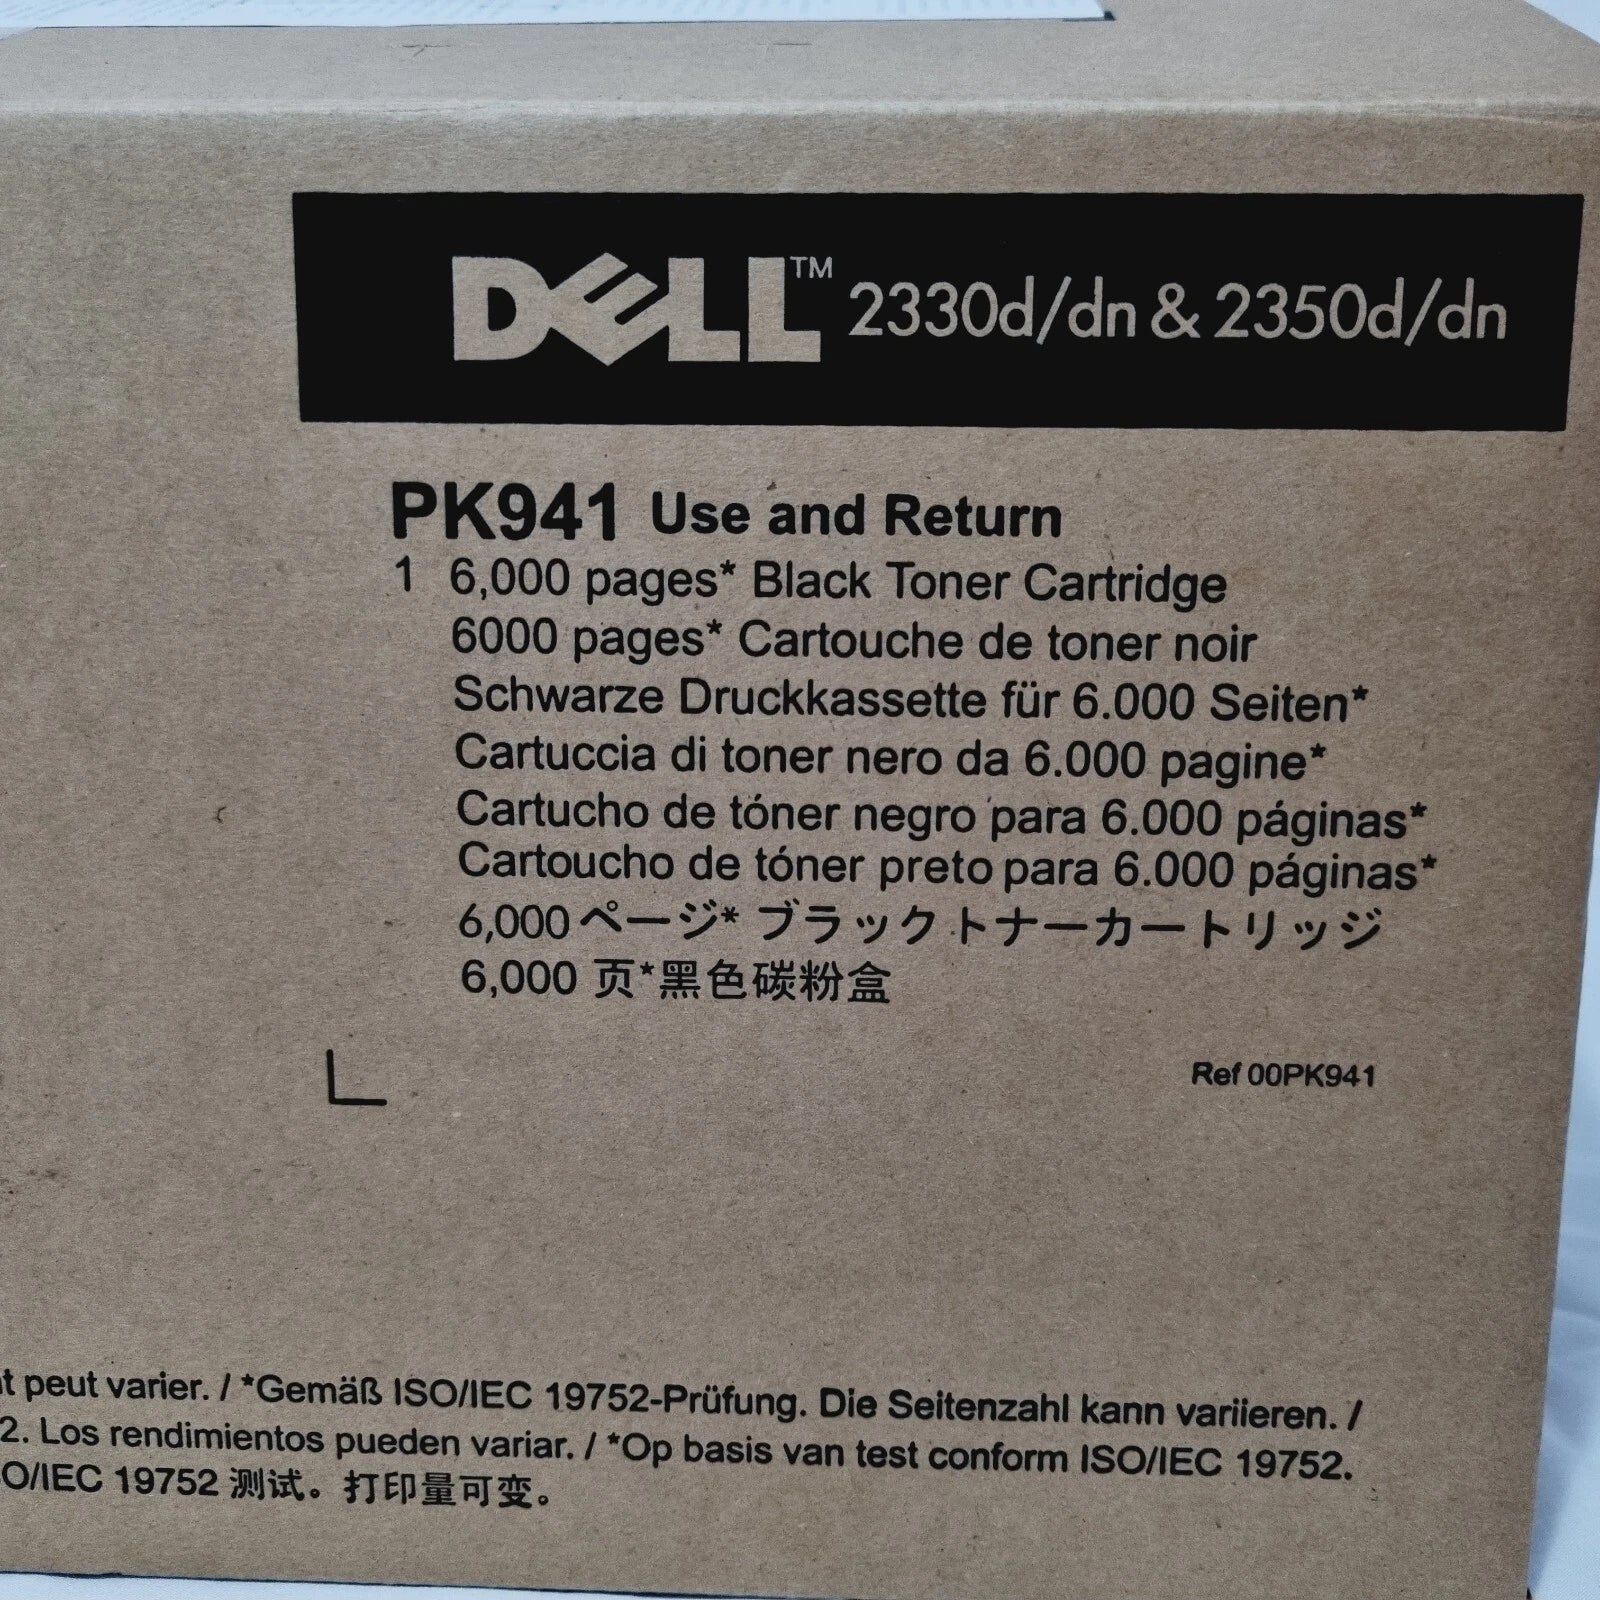 DELL™ 2330d/dn & 2350d/dn
PK941 Use and Return
1 6,000 pages* Black Toner Cartridge
6000 pages* Cartouche de toner noir
Schwarze Druckkassette für 6.000 Seiten*
Cartuccia di toner nero da 6.000 pagine*
Cartucho de tóner negro para 6.000 páginas*
Cartoucho de tóner preto para 6.000 páginas*
6,000 ページ* ブラックトナーカートリッジ
6,000 页*黑色碳粉盒
Ref 00PK941
peut varier. / *Gemäß ISO/IEC 19752-Prüfung. Die Seitenzahl kann variieren. /
2. Los rendimientos pueden variar. / *Op basis van test conform ISO/IEC 19752.
O/IEC 19752 测试。打印量可变。